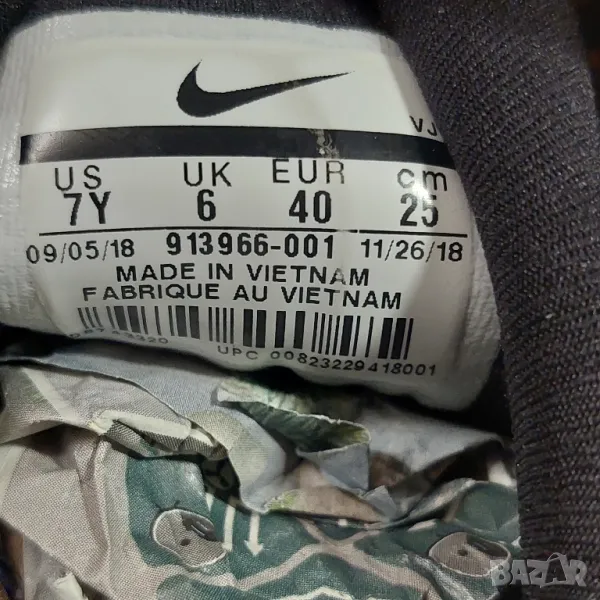 VJ
US UK EUR cm
7Y 6 40 25
09/05/18 913966-001 11/26/18
MADE IN VIETNAM
FABRIQUE AU VIETNAM
UPC 00823229418001
BAZAR